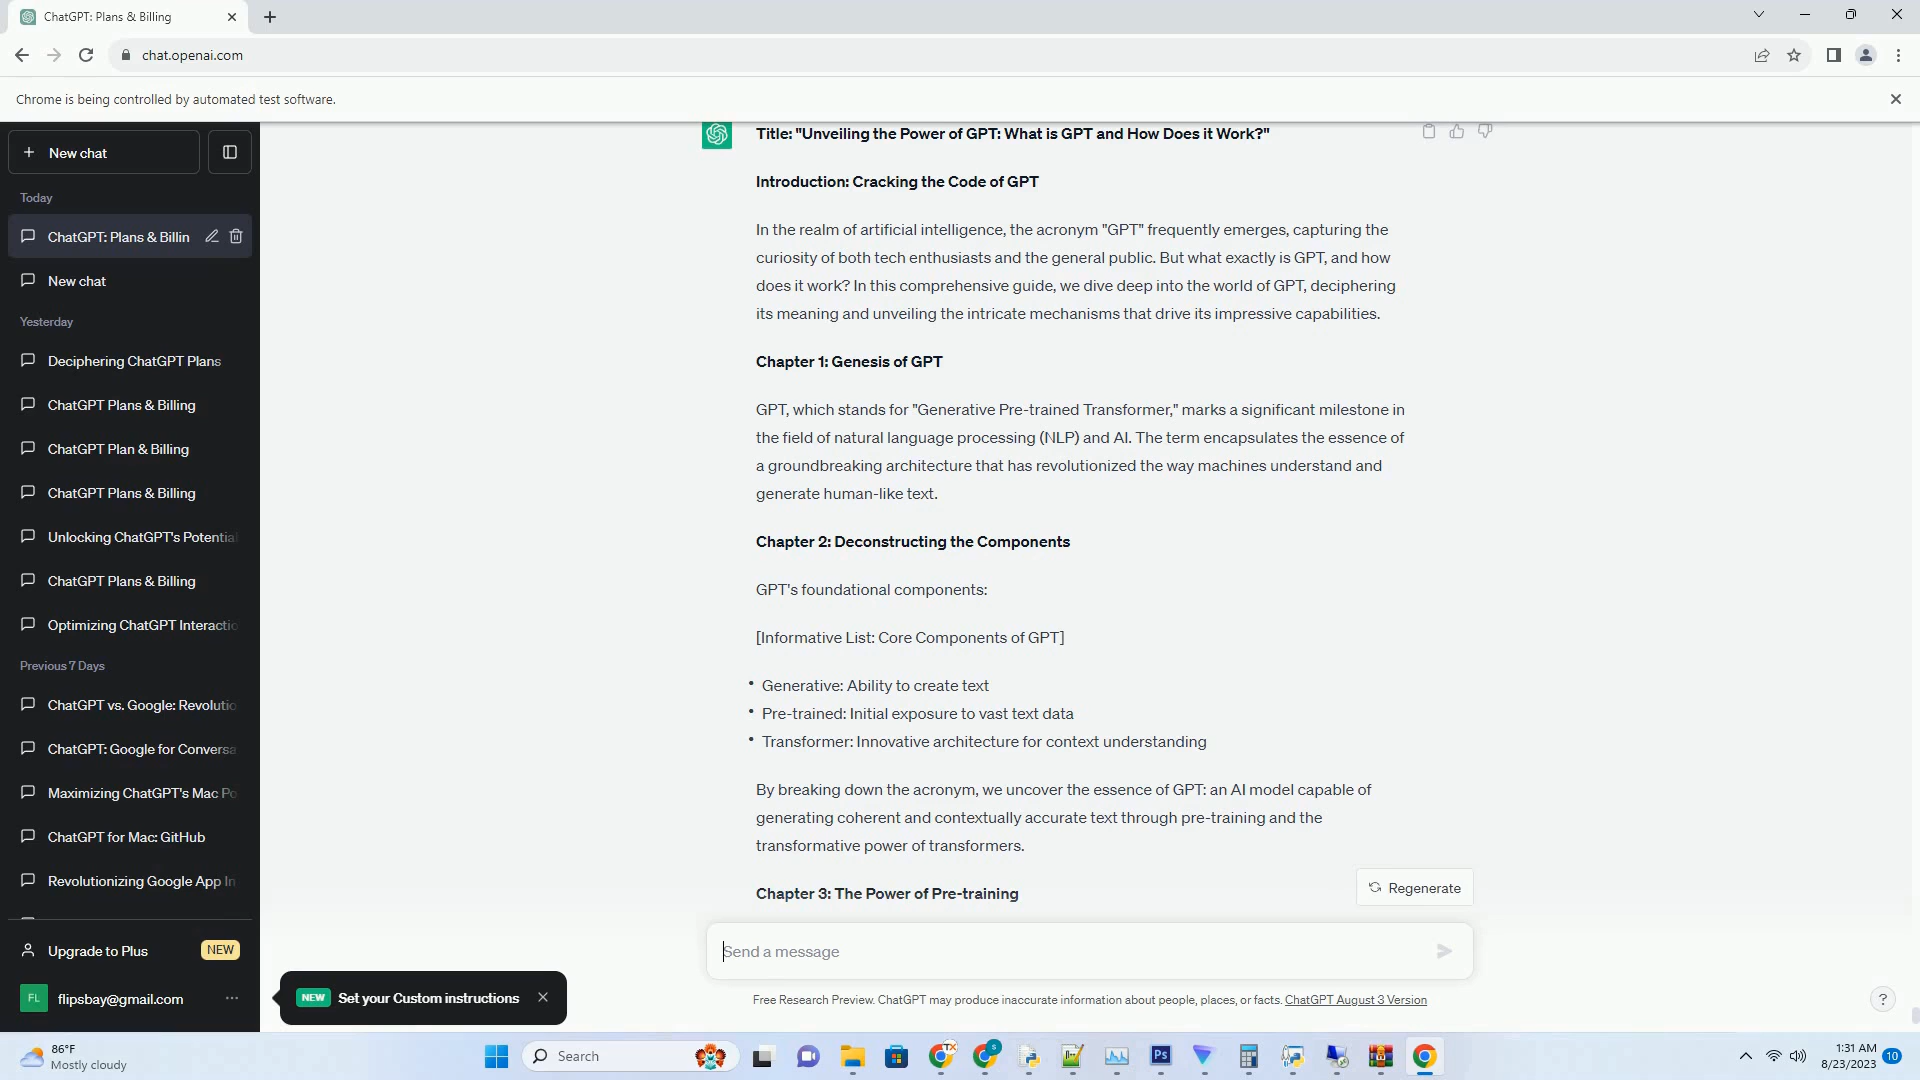 ChatGPT: Plans & Billing
chat.openai.com
Chrome is being controlled by automated test software.
New chat
Today
ChatGPT: Plans & Billin
New chat
Yesterday
Deciphering ChatGPT Plans
ChatGPT Plans & Billing
ChatGPT Plan & Billing
ChatGPT Plans & Billing
Unlocking ChatGPT's Potential
ChatGPT Plans & Billing
Optimizing ChatGPT Interactio
Previous 7 Days
ChatGPT vs. Google: Revolutio
ChatGPT: Google for Conversa
Maximizing ChatGPT's Mac Po
ChatGPT for Mac: GitHub
Revolutionizing Google App In
Upgrade to Plus NEW
FL flipsbay@gmail.com
NEW Set your Custom instructions
Title: "Unveiling the Power of GPT: What is GPT and How Does it Work?"
Introduction: Cracking the Code of GPT
In the realm of artificial intelligence, the acronym "GPT" frequently emerges, capturing the
curiosity of both tech enthusiasts and the general public. But what exactly is GPT, and how
does it work? In this comprehensive guide, we dive deep into the world of GPT, deciphering
its meaning and unveiling the intricate mechanisms that drive its impressive capabilities.
Chapter 1: Genesis of GPT
GPT, which stands for "Generative Pre-trained Transformer," marks a significant milestone in
the field of natural language processing (NLP) and AI. The term encapsulates the essence of
a groundbreaking architecture that has revolutionized the way machines understand and
generate human-like text.
Chapter 2: Deconstructing the Components
GPT's foundational components:
[Informative List: Core Components of GPT]
• Generative: Ability to create text
• Pre-trained: Initial exposure to vast text data
• Transformer: Innovative architecture for context understanding
By breaking down the acronym, we uncover the essence of GPT: an AI model capable of
generating coherent and contextually accurate text through pre-training and the
transformative power of transformers.
Chapter 3: The Power of Pre-training
Regenerate
Send a message
Free Research Preview. ChatGPT may produce inaccurate information about people, places, or facts. ChatGPT August 3 Version
?
86°F
Mostly cloudy
Search
TX
S
Ps
1:31 AM
8/23/2023
10